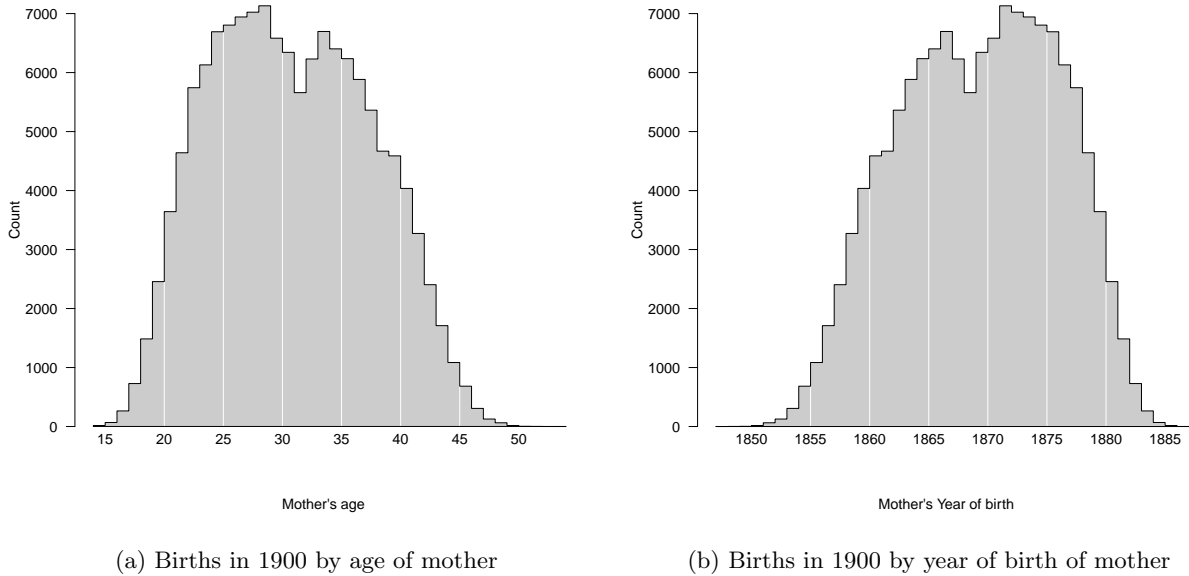 7000
6000
5000
4000
3000
2000
1000
0
Count
15 20 25 30 35 40 45 50
Mother's age
(a) Births in 1900 by age of mother
7000
6000
5000
4000
3000
2000
1000
0
Count
1850 1855 1860 1865 1870 1875 1880 1885
Mother's Year of birth
(b) Births in 1900 by year of birth of mother